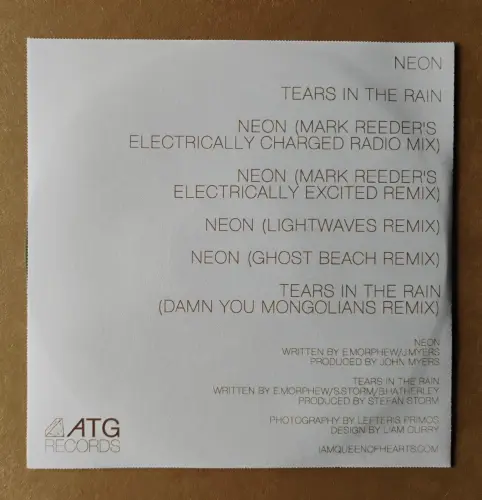 NEON
TEARS IN THE RAIN
NEON (MARK REEDER'S
ELECTRICALLY CHARGED RADIO MIX)
NEON (MARK REEDER'S
ELECTRICALLY EXCITED REMIX)
NEON (LIGHTWAVES REMIX)
NEON (GHOST BEACH REMIX)
TEARS IN THE RAIN
(DAMN YOU MONGOLIANS REMIX)
NEON
WRITTEN BY E.MORPHEW/J.MYERS
PRODUCED BY JOHN MYERS
TEARS IN THE RAIN
WRITTEN BY E.MORPHEW/S.STORM/G.HATHERLEY
PRODUCED BY STEFAN STORM
PHOTOGRAPHY BY LEFTERIS PRIMOS
DESIGN BY LIAM CURRY
IAMQUEENOFHEARTS.COM
ATG
RECORDS